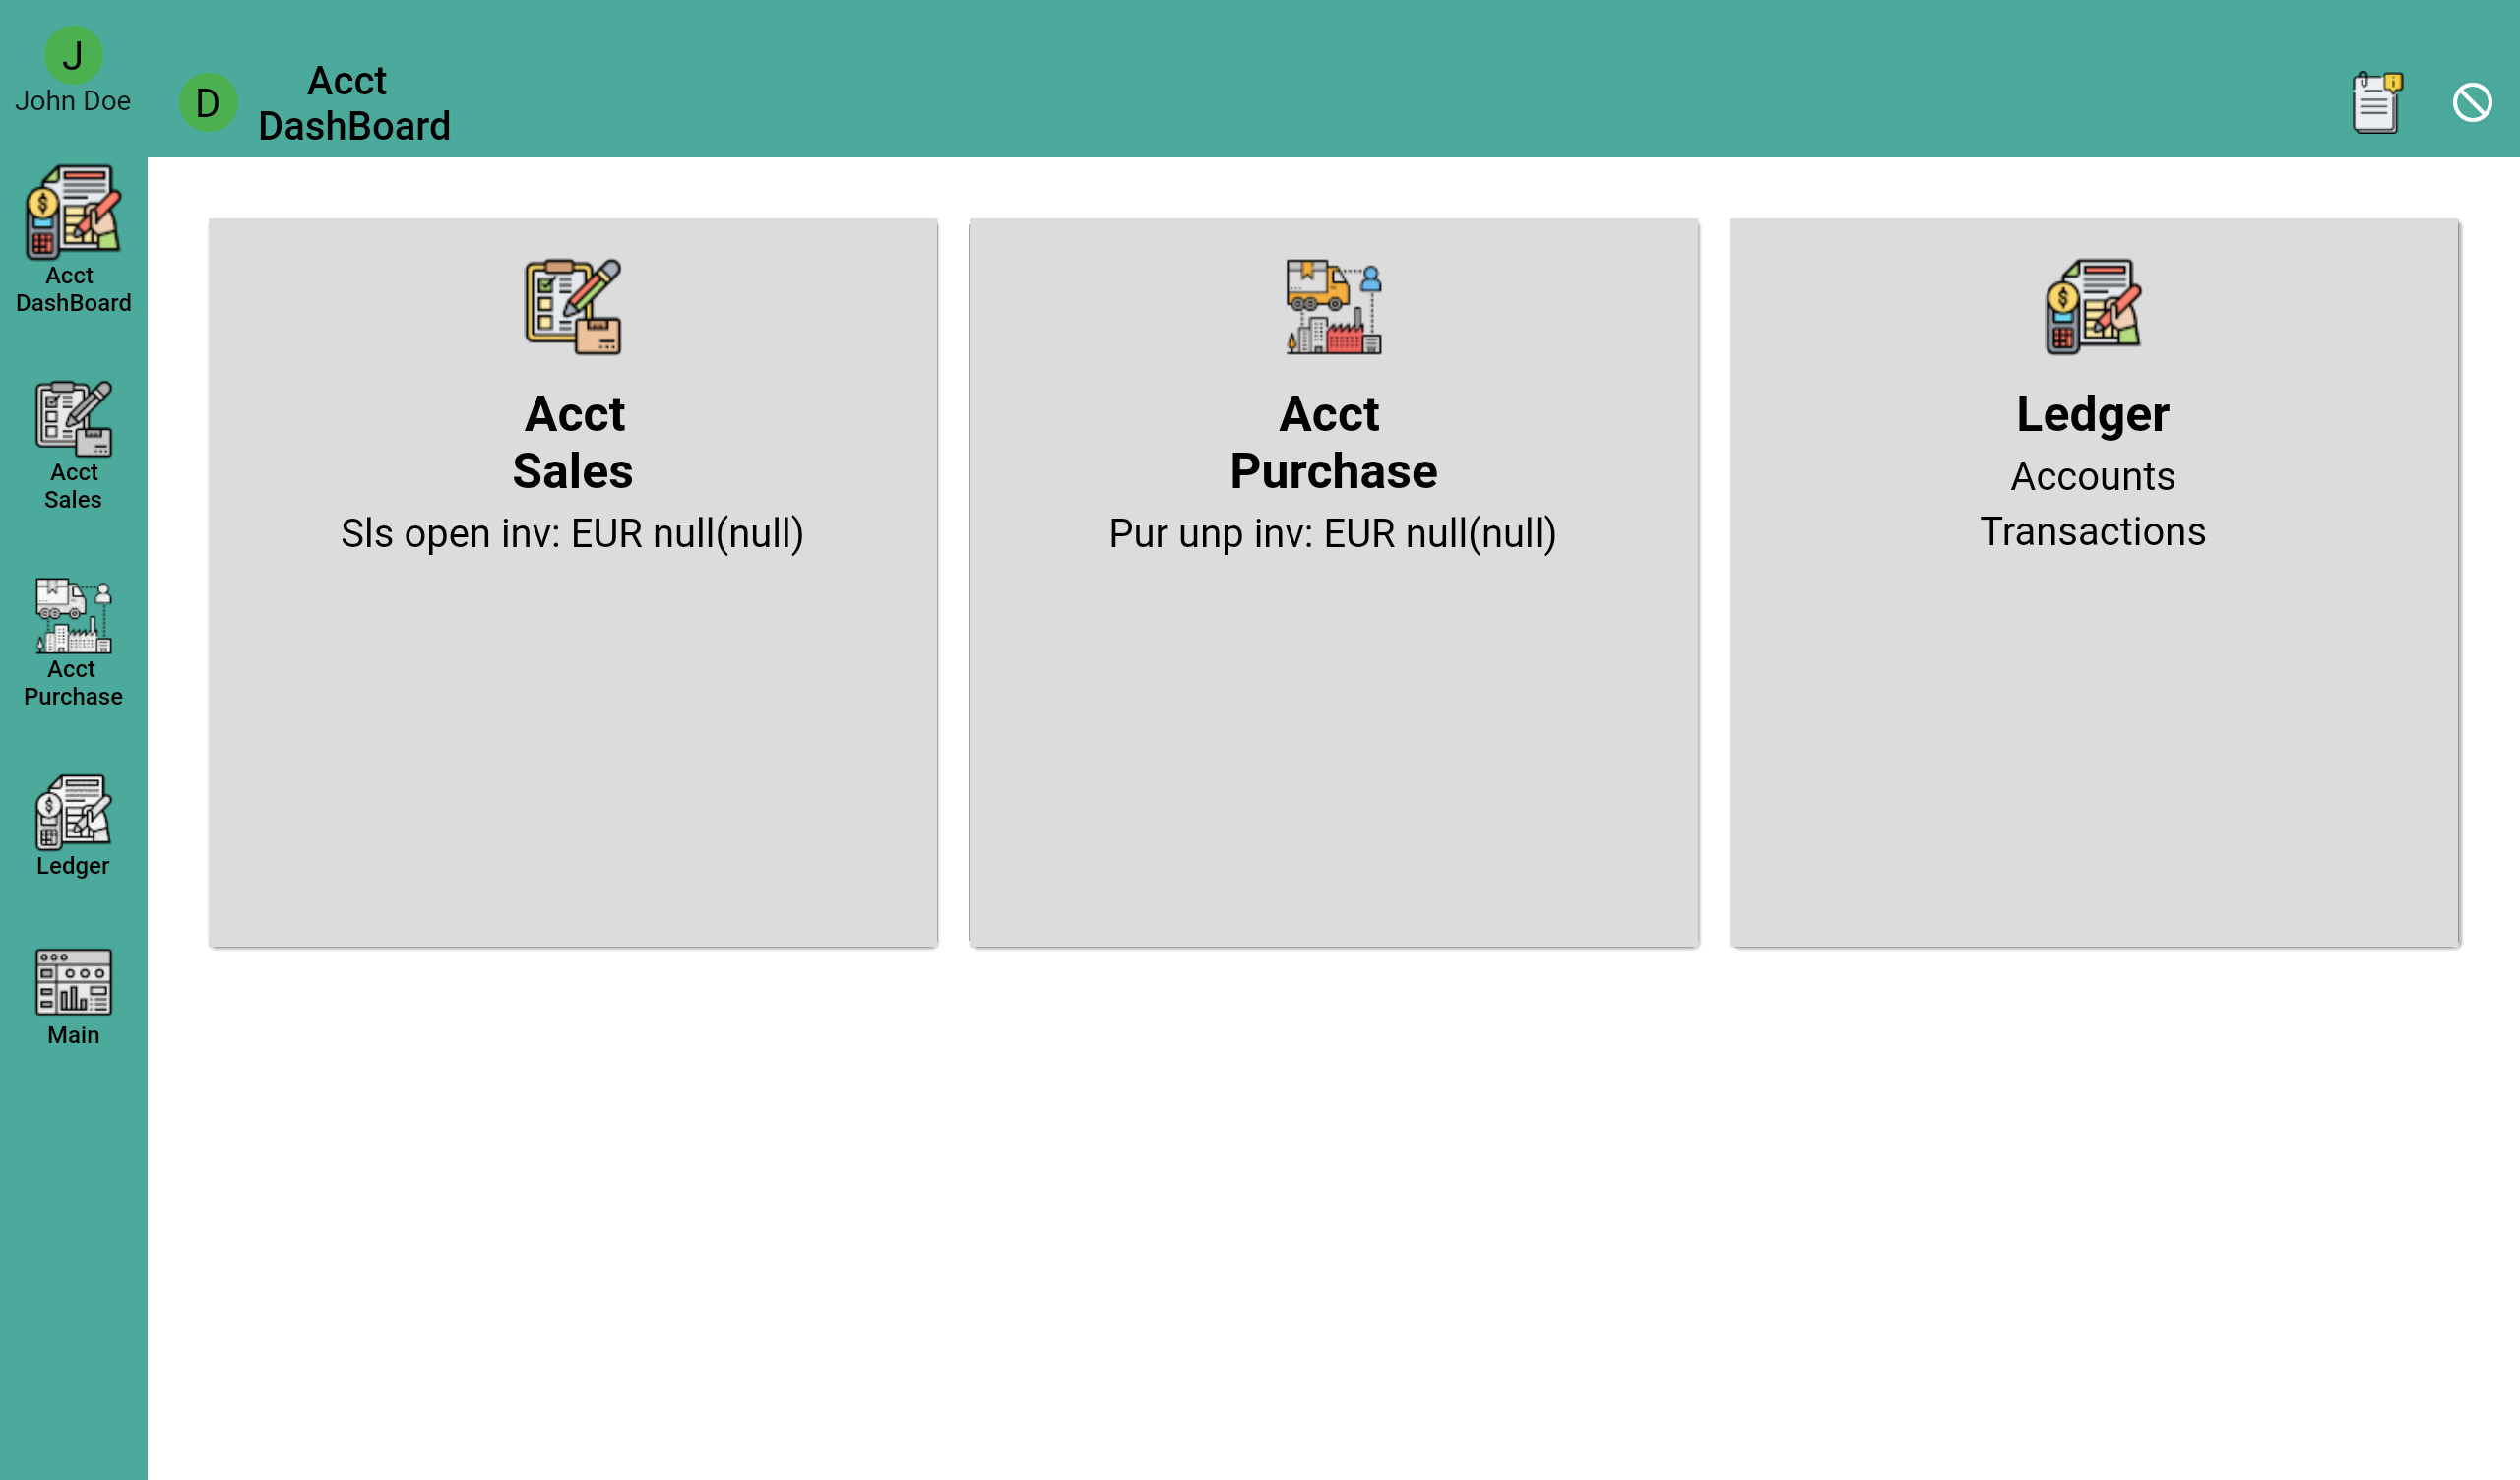 J
John Doe
D
Acct
DashBoard
Acct
DashBoard
Acct
Sales
Acct
Purchase
Ledger
Main
Acct
Sales
Sls open inv: EUR null(null)
Acct
Purchase
Pur unp inv: EUR null(null)
Ledger
Accounts
Transactions